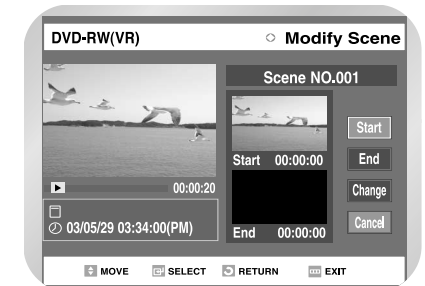 DVD-RW(VR)
Modify Scene
Scene NO.001
Start 00:00:00
End 00:00:00
Start
End
Change
Cancel
00:00:20
03/05/29 03:34:00(PM)
MOVE SELECT RETURN EXIT